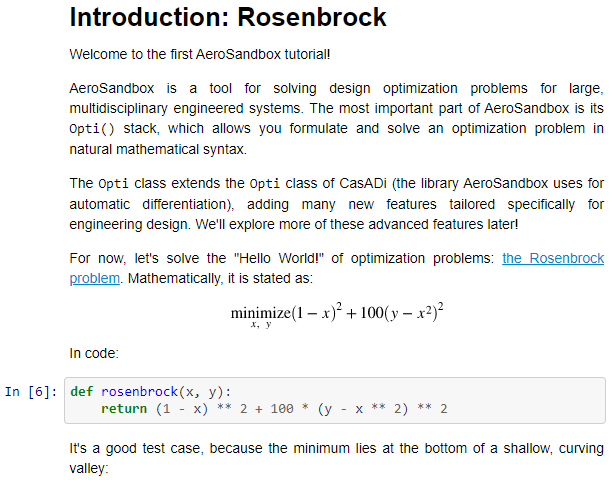 Introduction: Rosenbrock
Welcome to the first AeroSandbox tutorial!
AeroSandbox is a tool for solving design optimization problems for large,
multidisciplinary engineered systems. The most important part of AeroSandbox is its
Opti() stack, which allows you formulate and solve an optimization problem in
natural mathematical syntax.
The Opti class extends the Opti class of CasADi (the library AeroSandbox uses for
automatic differentiation), adding many new features tailored specifically for
engineering design. We'll explore more of these advanced features later!
For now, let's solve the "Hello World!" of optimization problems: the Rosenbrock
problem. Mathematically, it is stated as:
minimize(1 − x)² + 100(y − x²)²
x, y
In code:
In [6]: def rosenbrock(x, y):
return (1 - x) ** 2 + 100 * (y - x ** 2) ** 2
It's a good test case, because the minimum lies at the bottom of a shallow, curving
valley: